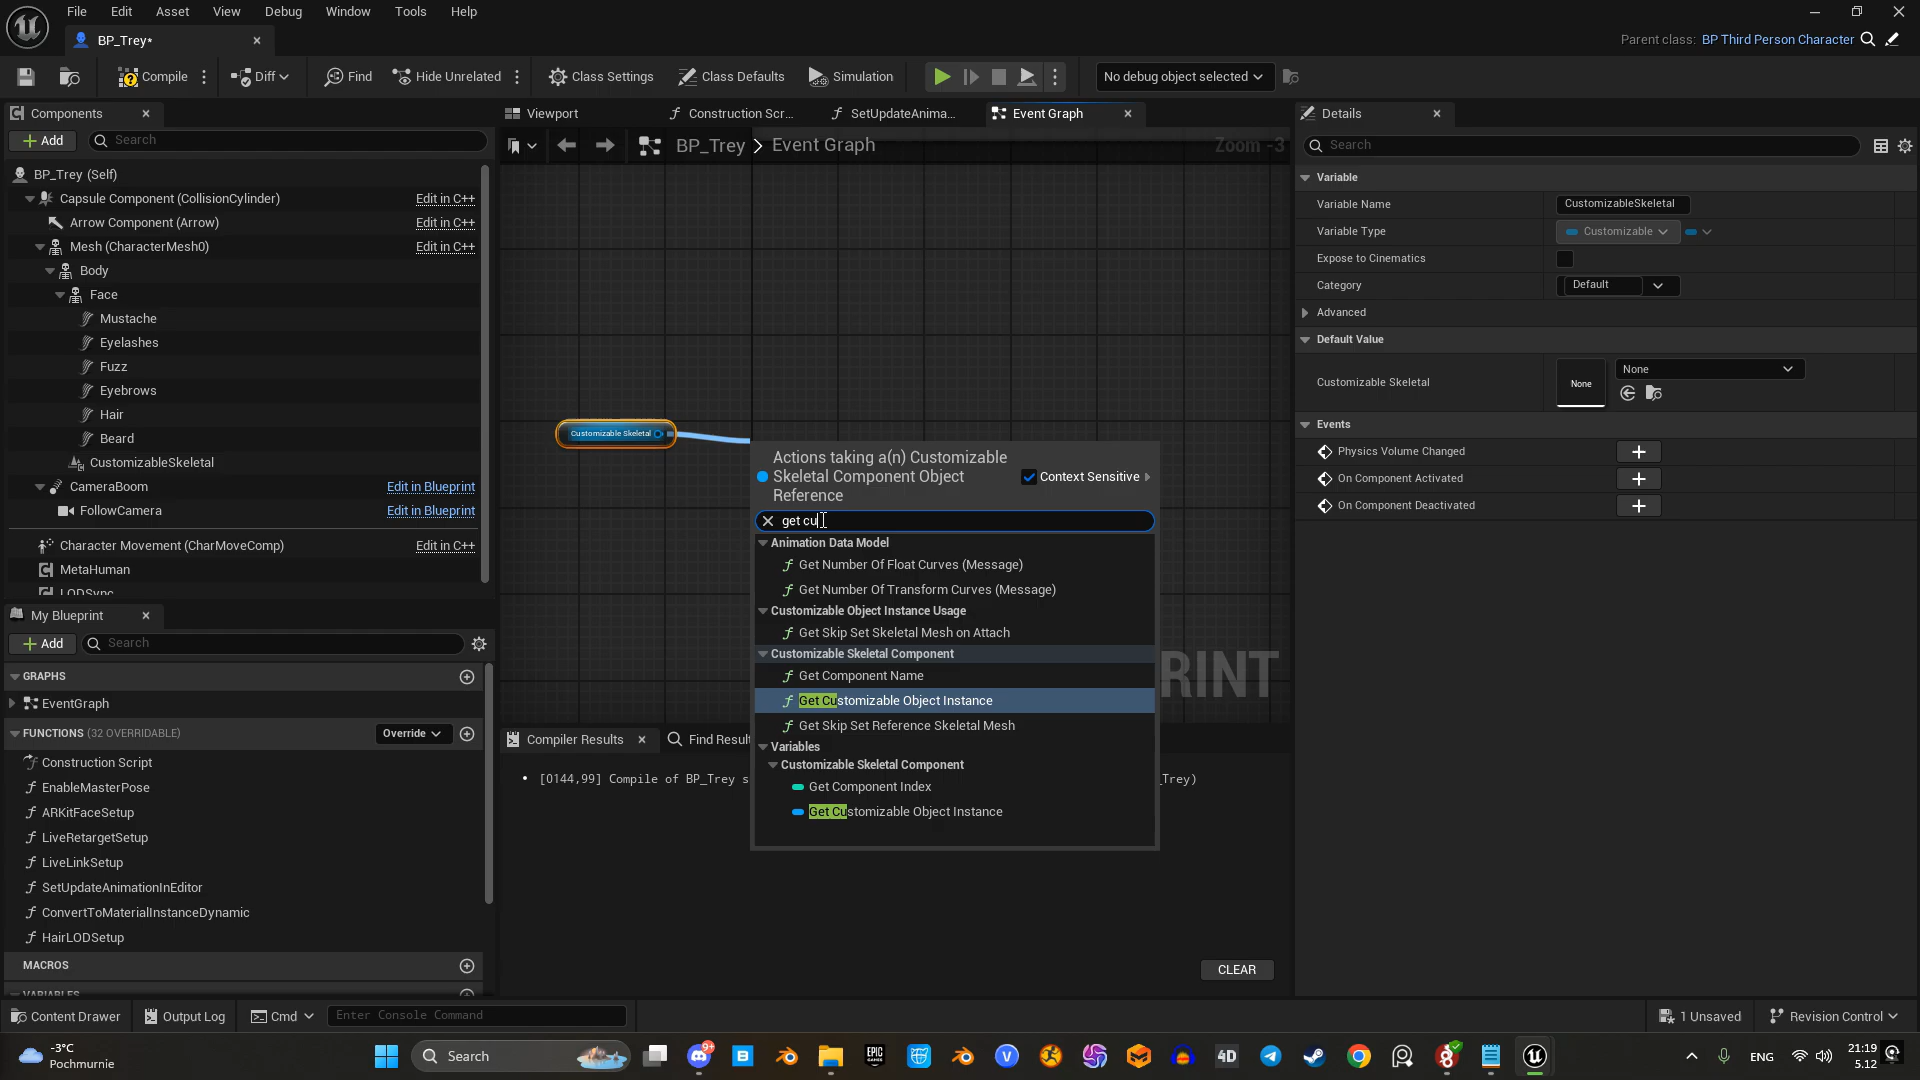 File Edit Asset View Debug Window Tools Help
BP_Trey*
Parent class: BP Third Person Character
Compile Diff Find Hide Unrelated Class Settings Class Defaults Simulation No debug object selected
Components
Add Search
BP_Trey (Self)
Capsule Component (CollisionCylinder) Edit in C++
Arrow Component (Arrow) Edit in C++
Mesh (CharacterMesh0) Edit in C++
Body
Face
Mustache
Eyelashes
Fuzz
Eyebrows
Hair
Beard
CustomizableSkeletal
CameraBoom Edit in Blueprint
FollowCamera Edit in Blueprint
Character Movement (CharMoveComp) Edit in C++
MetaHuman
LODSync
My Blueprint
Add Search
GRAPHS
EventGraph
FUNCTIONS (32 OVERRIDABLE) Override
Construction Script
EnableMasterPose
ARKitFaceSetup
LiveRetargetSetup
LiveLinkSetup
SetUpdateAnimationInEditor
ConvertToMaterialInstanceDynamic
HairLODSetup
MACROS
VARIABLES
Viewport Construction Scr... SetUpdateAnima... Event Graph
BP_Trey > Event Graph Zoom -3
Customizable Skeletal
Actions taking a(n) Customizable
Skeletal Component Object
Reference
Context Sensitive
get cu
Animation Data Model
Get Number Of Float Curves (Message)
Get Number Of Transform Curves (Message)
Customizable Object Instance Usage
Get Skip Set Skeletal Mesh on Attach
Customizable Skeletal Component
Get Component Name
Get Customizable Object Instance
Get Skip Set Reference Skeletal Mesh
Variables
Customizable Skeletal Component
Get Component Index
Get Customizable Object Instance
RINT
Compiler Results Find Resul
[0144,99] Compile of BP_Trey s
_Trey)
CLEAR
Details
Search
Variable
Variable Name CustomizableSkeletal
Variable Type Customizable
Expose to Cinematics
Category Default
Advanced
Default Value
Customizable Skeletal None None
Events
Physics Volume Changed
On Component Activated
On Component Deactivated
Content Drawer Output Log Cmd Enter Console Command 1 Unsaved Revision Control
-3°C
Pochmurnie
Search
9+
4D
ENG
21:19
5.12